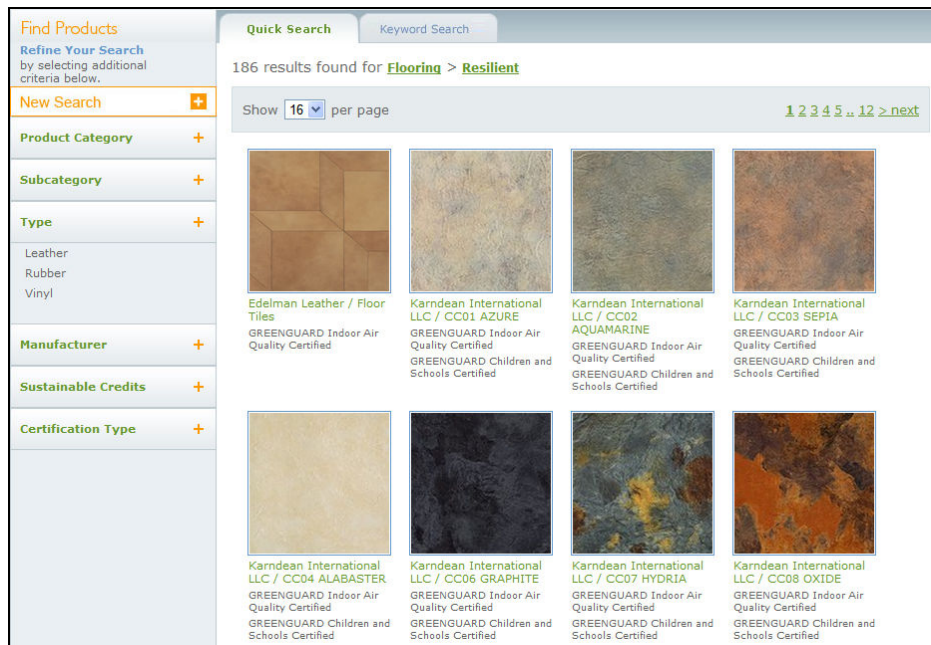 Find Products
Refine Your Search
by selecting additional
criteria below.
New Search +
Product Category +
Subcategory +
Type +
Leather
Rubber
Vinyl
Manufacturer +
Sustainable Credits +
Certification Type +
Quick Search
Keyword Search
186 results found for Flooring > Resilient
Show 16 per page
1 2 3 4 5 .. 12 > next
Edelman Leather / Floor
Tiles
GREENGUARD Indoor Air
Quality Certified
Karndean International
LLC / CC01 AZURE
GREENGUARD Indoor Air
Quality Certified
GREENGUARD Children and
Schools Certified
Karndean International
LLC / CC02
AQUAMARINE
GREENGUARD Indoor Air
Quality Certified
GREENGUARD Children and
Schools Certified
Karndean International
LLC / CC03 SEPIA
GREENGUARD Indoor Air
Quality Certified
GREENGUARD Children and
Schools Certified
Karndean International
LLC / CC04 ALABASTER
GREENGUARD Indoor Air
Quality Certified
GREENGUARD Children and
Schools Certified
Karndean International
LLC / CC06 GRAPHITE
GREENGUARD Indoor Air
Quality Certified
GREENGUARD Children and
Schools Certified
Karndean International
LLC / CC07 HYDRIA
GREENGUARD Indoor Air
Quality Certified
GREENGUARD Children and
Schools Certified
Karndean International
LLC / CC08 OXIDE
GREENGUARD Indoor Air
Quality Certified
GREENGUARD Children and
Schools Certified